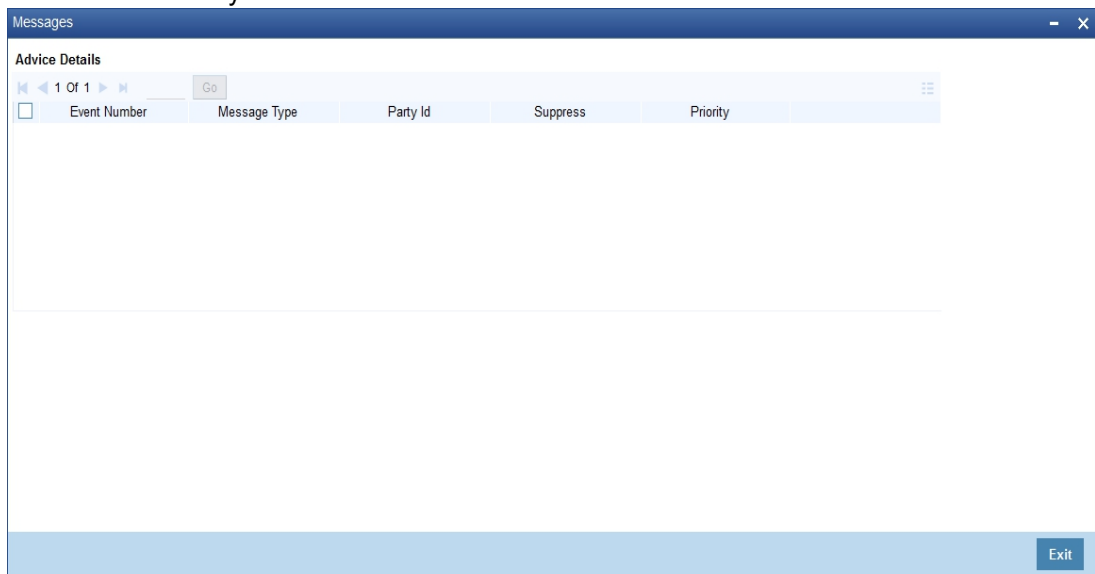 Messages
Advice Details
1 Of 1 Go
Event Number Message Type Party Id Suppress Priority
Exit